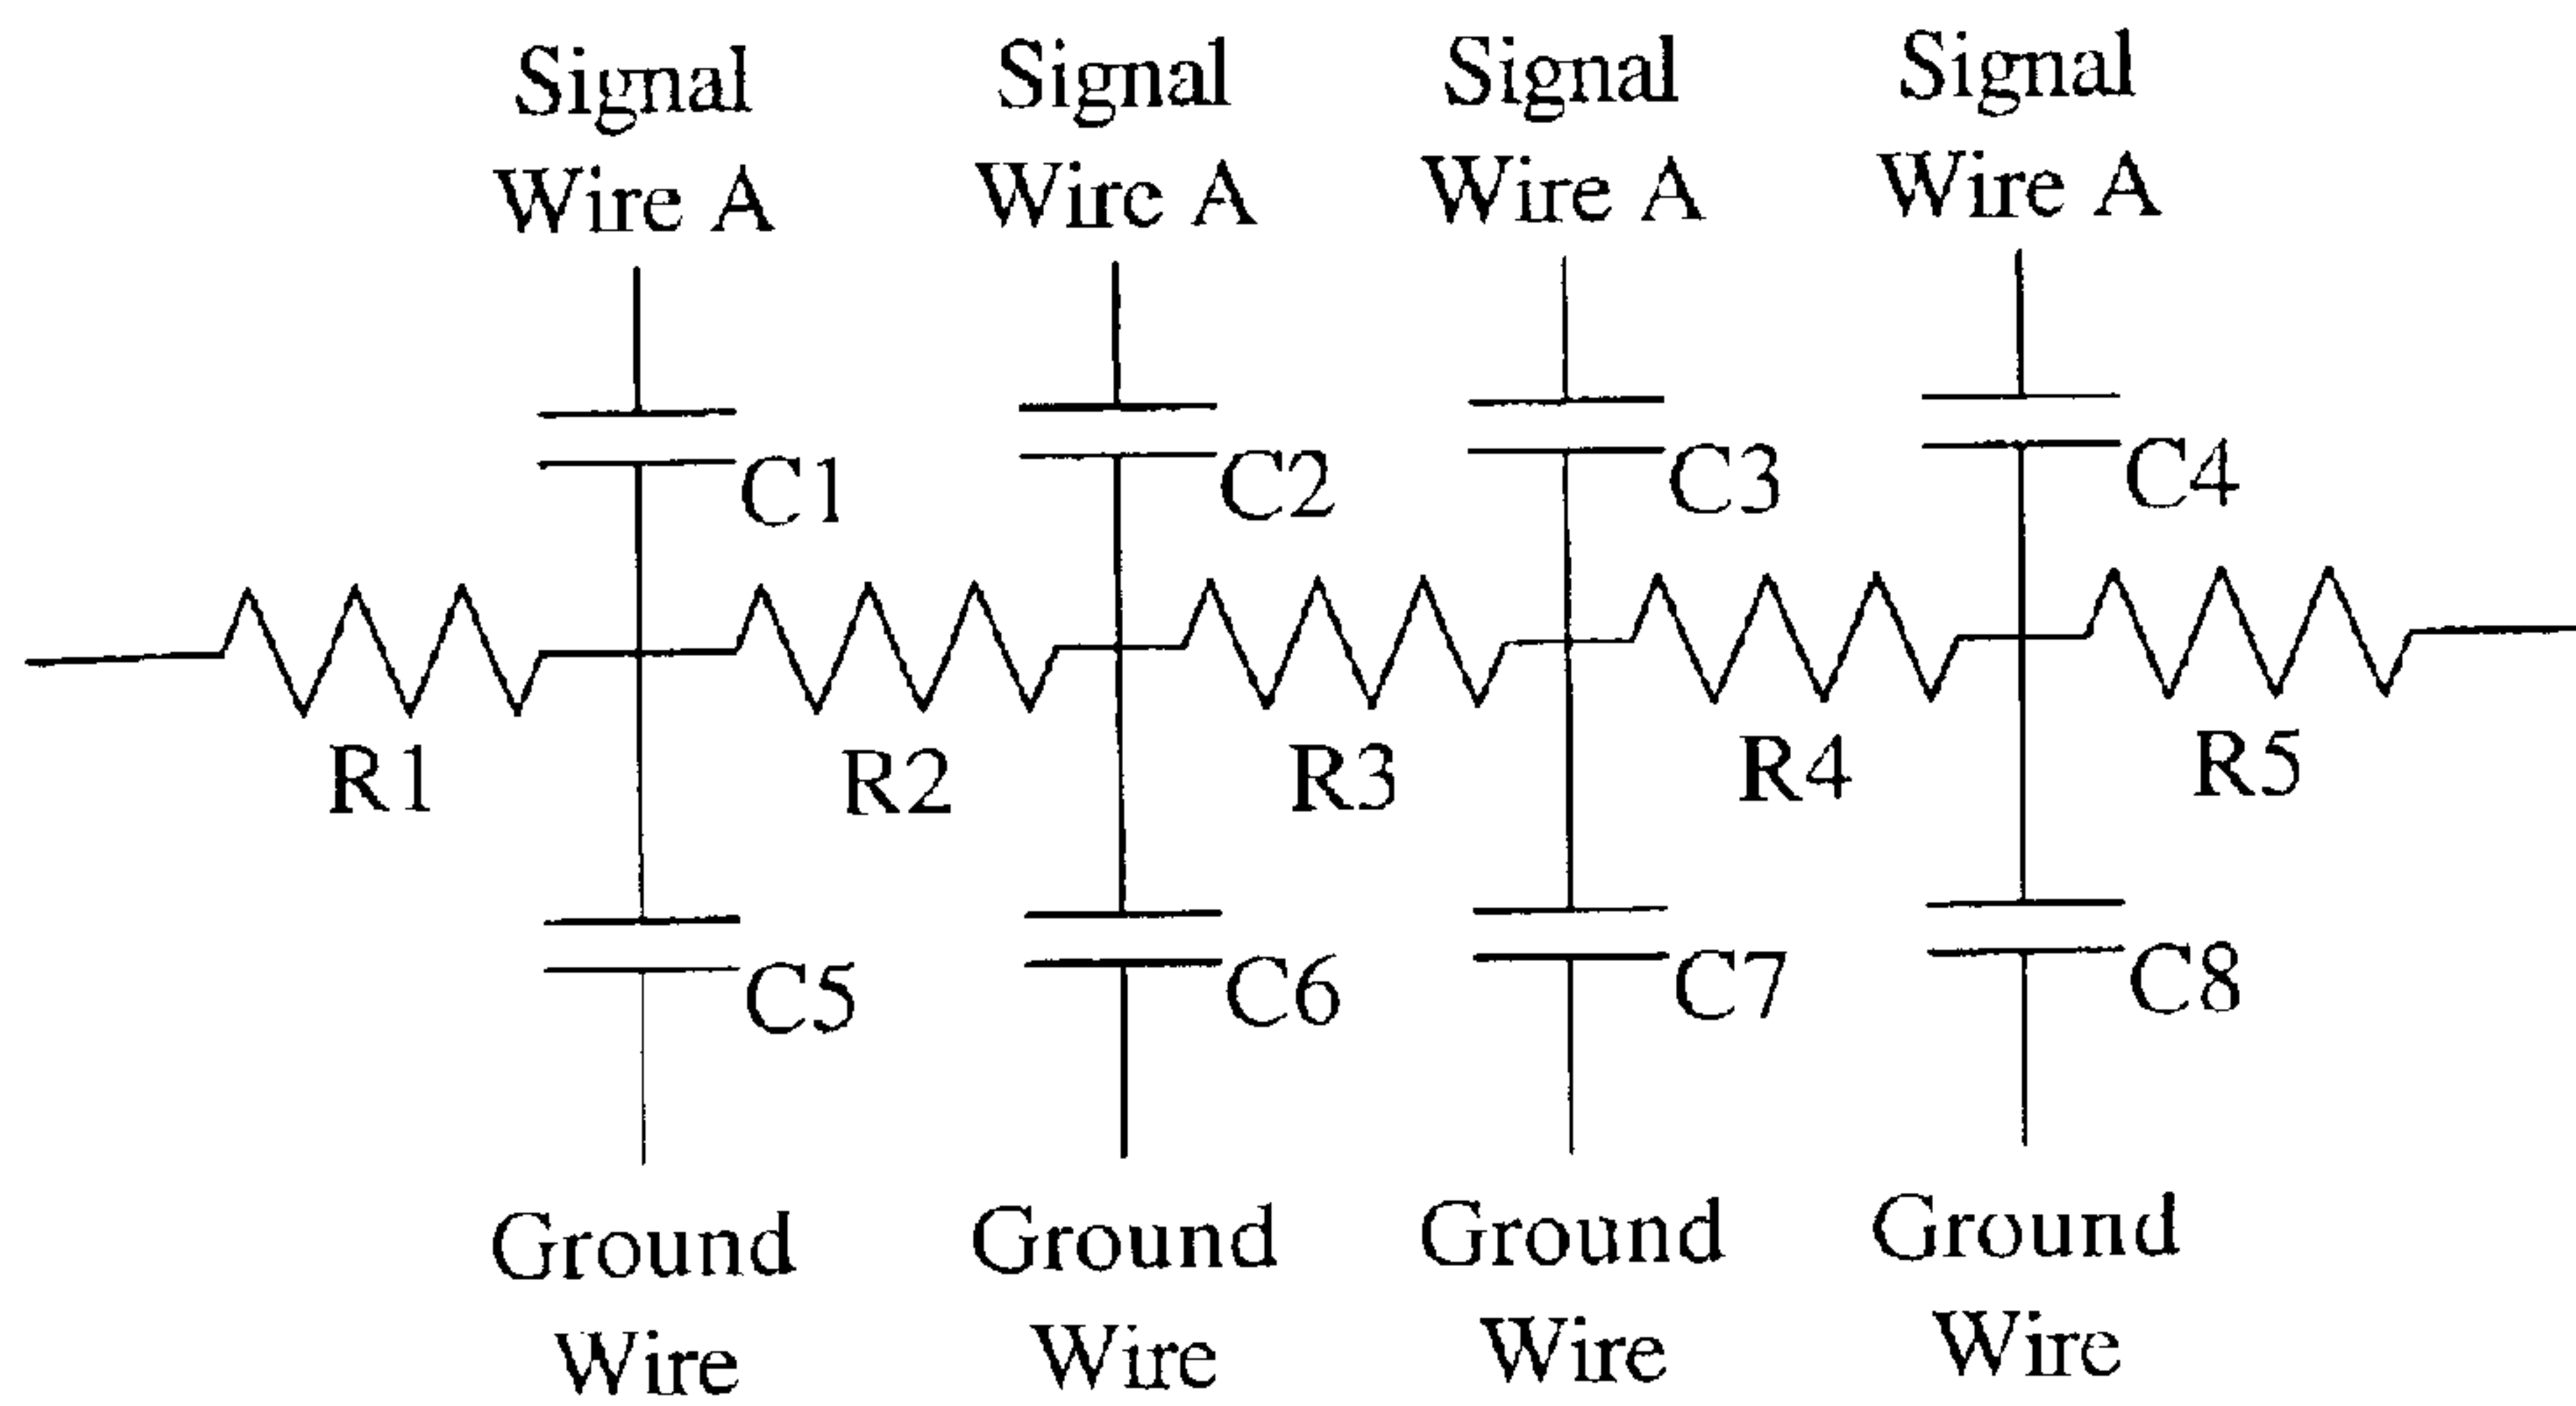 Signal Signal Signal Signal
Wire A Wire A Wire A Wire A
C1 C2 C3 C4
R1 R2 R3 R4 R5
C5 C6 C7 C8
Ground Ground Ground Ground
Wire Wire Wire Wire